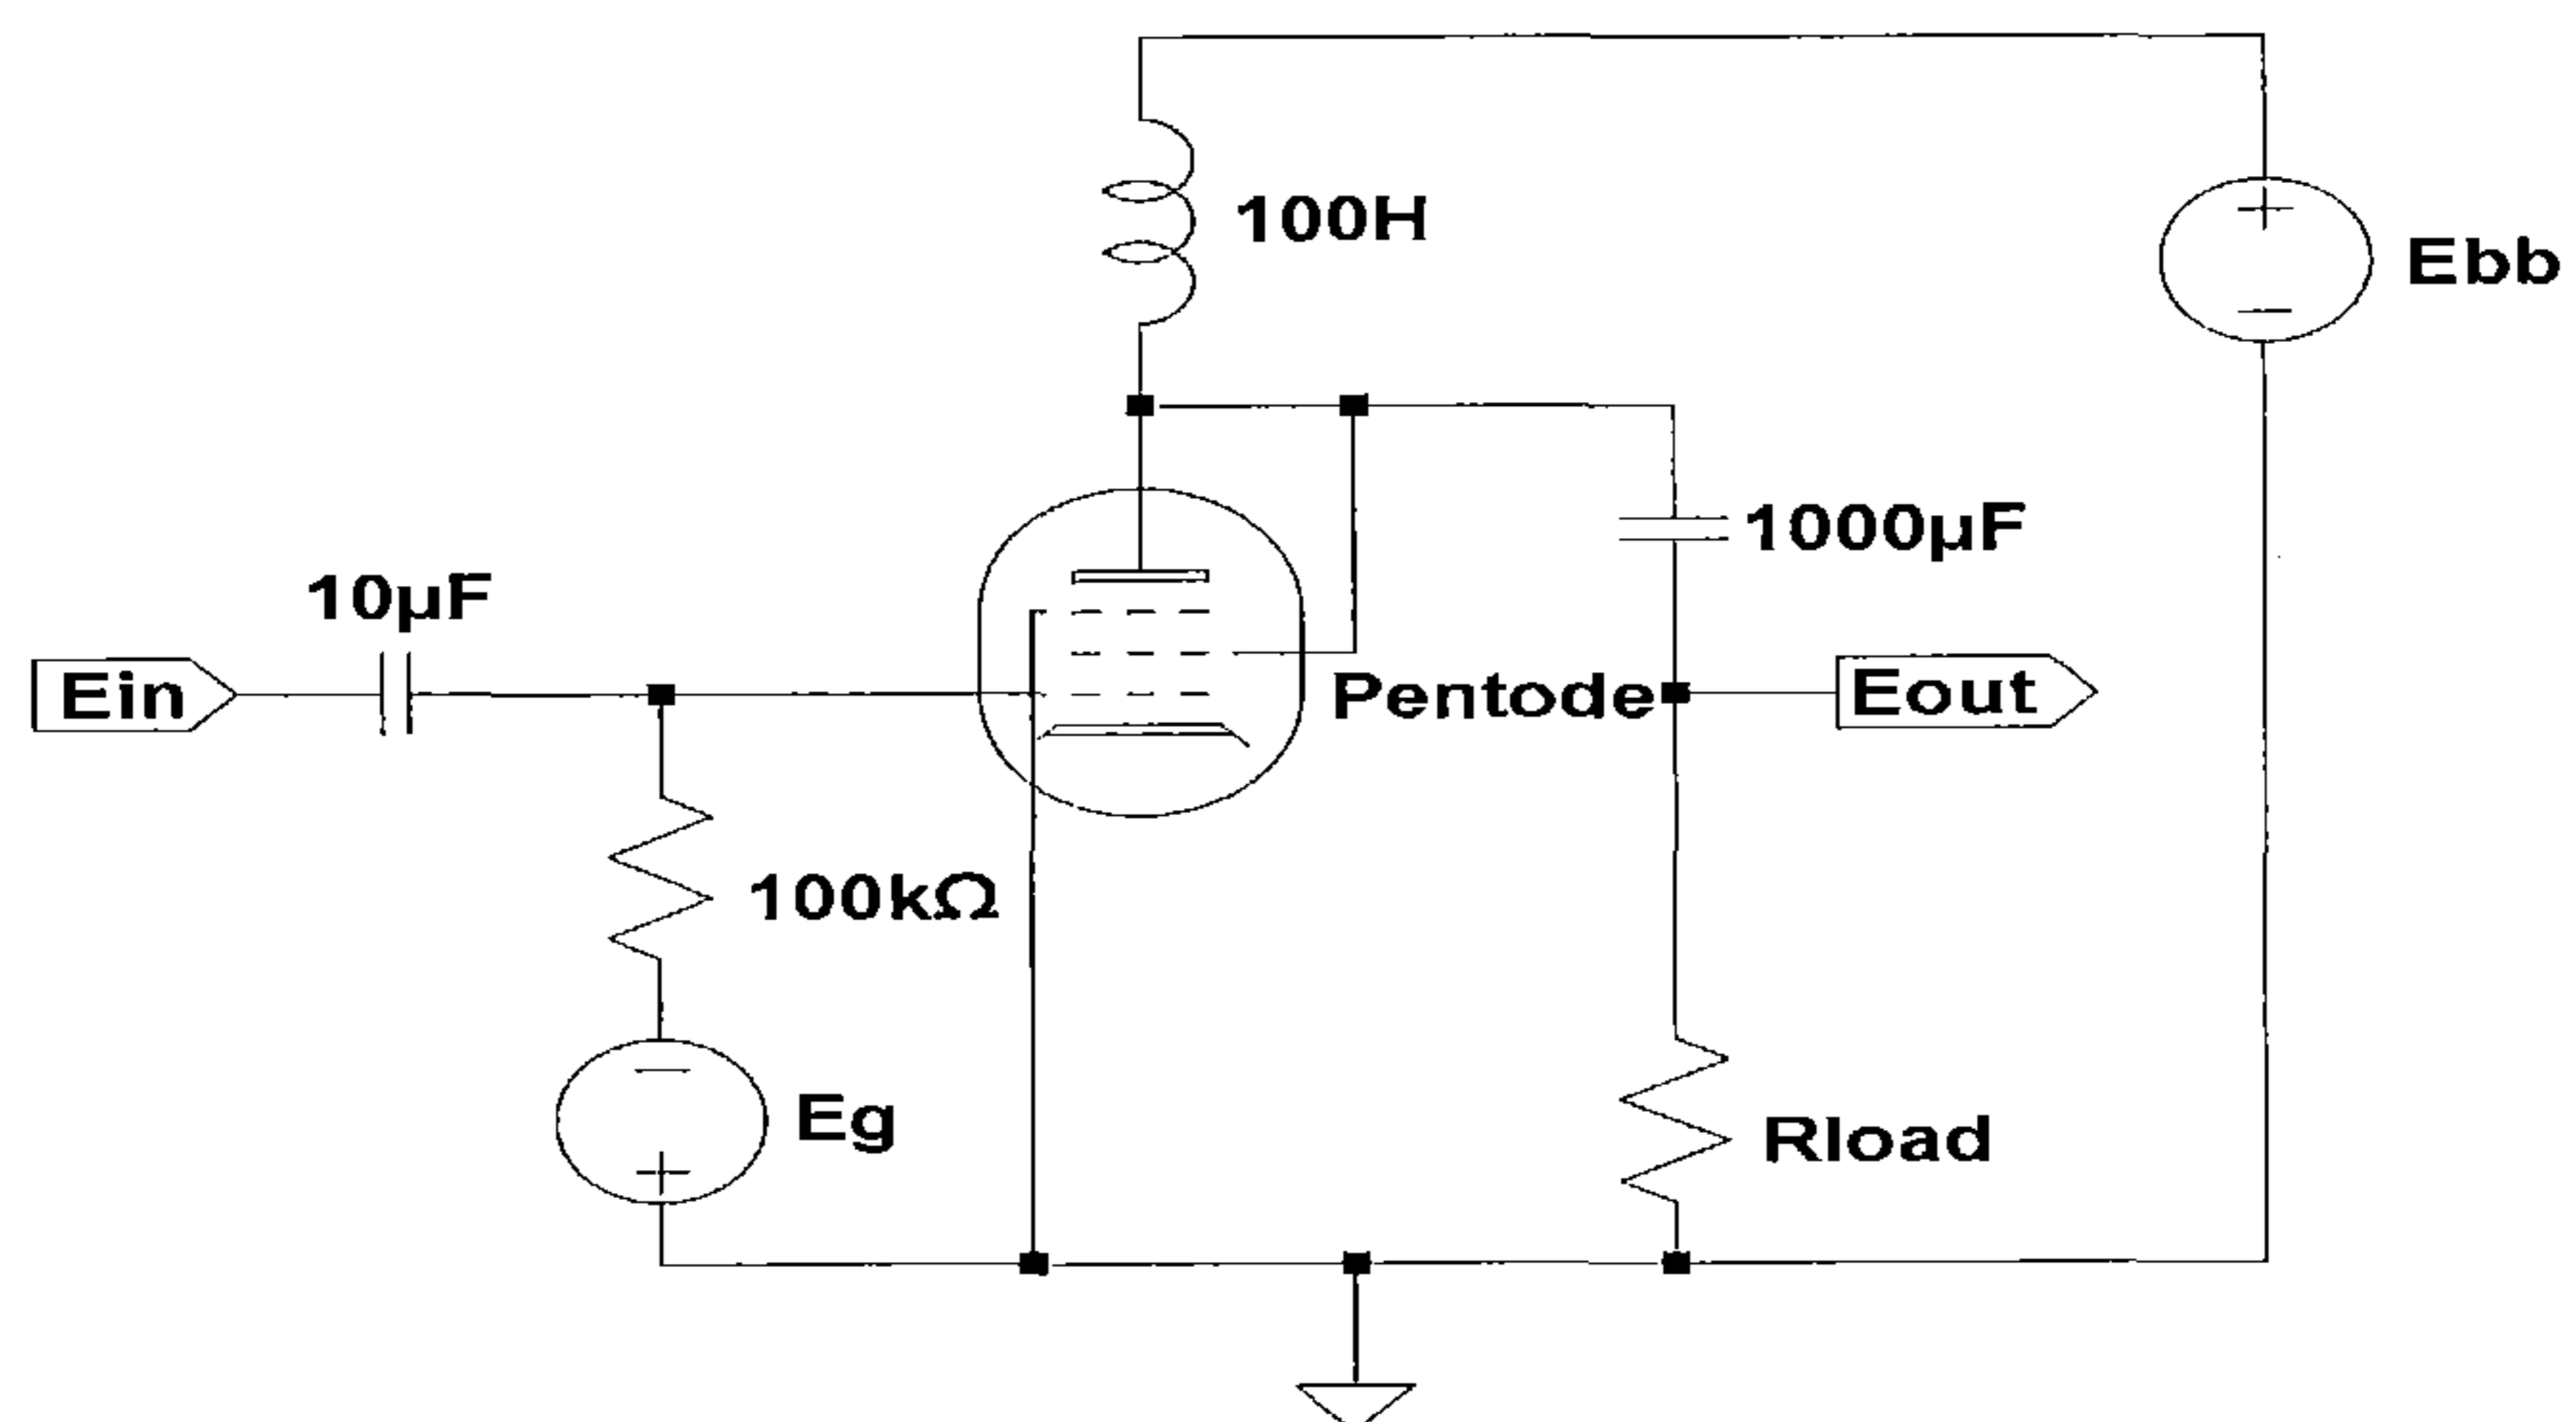 100H
Ebb
1000µF
10µF
Ein
Pentode
Eout
100kΩ
Eg
Rload